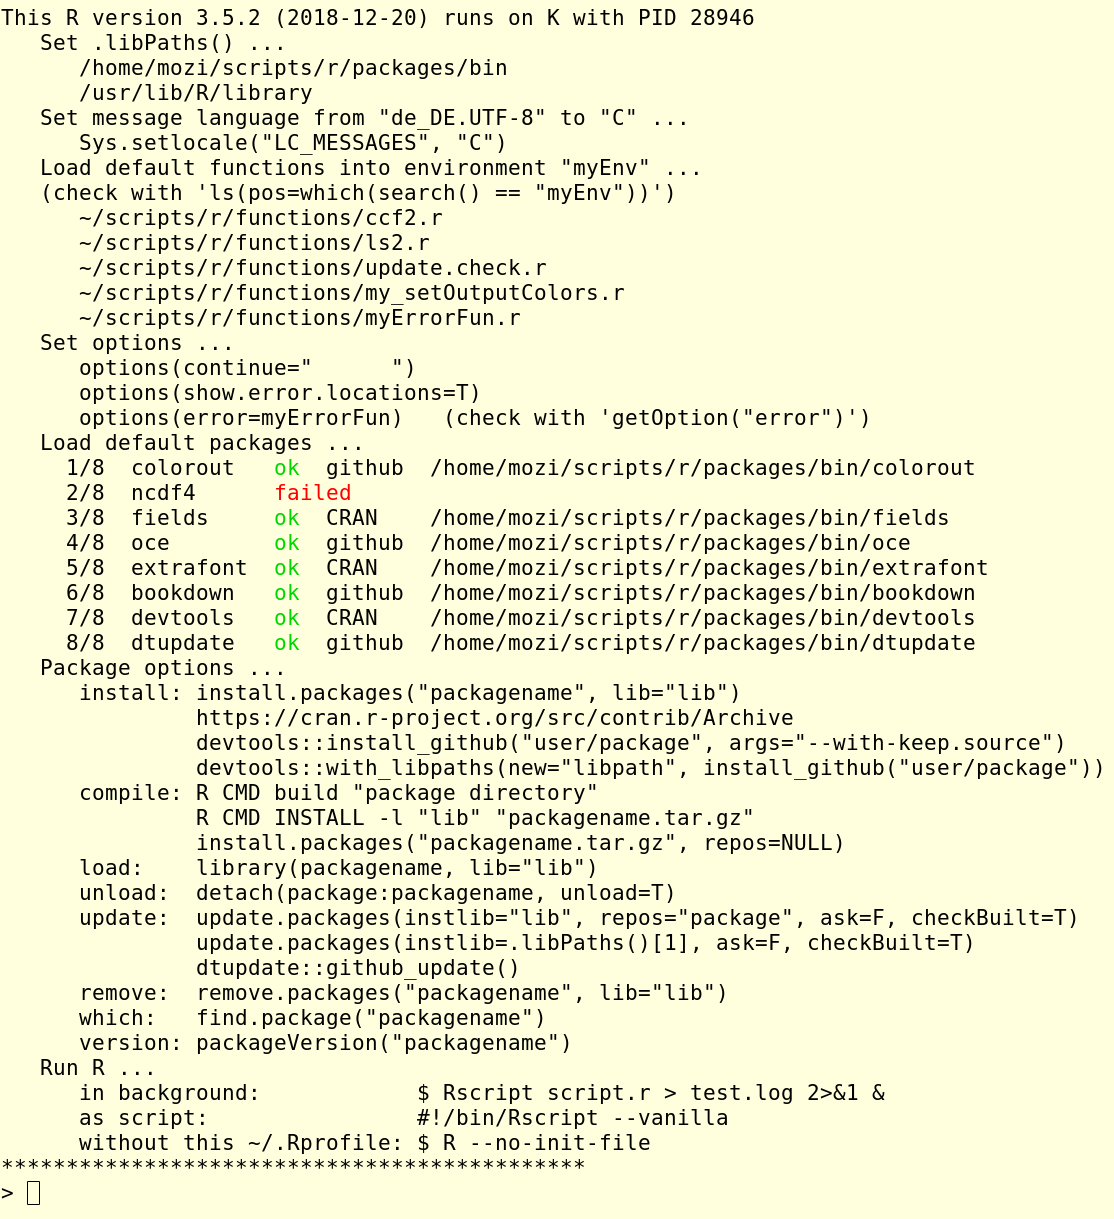 This R version 3.5.2 (2018-12-20) runs on K with PID 28946
   Set .libPaths() ...
      /home/mozi/scripts/r/packages/bin
      /usr/lib/R/library
   Set message language from "de_DE.UTF-8" to "C" ...
      Sys.setlocale("LC_MESSAGES", "C")
   Load default functions into environment "myEnv" ...
   (check with 'ls(pos=which(search() == "myEnv"))')
      ~/scripts/r/functions/ccf2.r
      ~/scripts/r/functions/ls2.r
      ~/scripts/r/functions/update.check.r
      ~/scripts/r/functions/my_setOutputColors.r
      ~/scripts/r/functions/myErrorFun.r
   Set options ...
      options(continue="      ")
      options(show.error.locations=T)
      options(error=myErrorFun)   (check with 'getOption("error")')
   Load default packages ...
     1/8  colorout   ok  github  /home/mozi/scripts/r/packages/bin/colorout
     2/8  ncdf4      failed
     3/8  fields     ok  CRAN    /home/mozi/scripts/r/packages/bin/fields
     4/8  oce        ok  github  /home/mozi/scripts/r/packages/bin/oce
     5/8  extrafont  ok  CRAN    /home/mozi/scripts/r/packages/bin/extrafont
     6/8  bookdown   ok  github  /home/mozi/scripts/r/packages/bin/bookdown
     7/8  devtools   ok  CRAN    /home/mozi/scripts/r/packages/bin/devtools
     8/8  dtupdate   ok  github  /home/mozi/scripts/r/packages/bin/dtupdate
   Package options ...
      install: install.packages("packagename", lib="lib")
               https://cran.r-project.org/src/contrib/Archive
               devtools::install_github("user/package", args="--with-keep.source")
               devtools::with_libpaths(new="libpath", install_github("user/package"))
      compile: R CMD build "package directory"
               R CMD INSTALL -l "lib" "packagename.tar.gz"
               install.packages("packagename.tar.gz", repos=NULL)
      load:    library(packagename, lib="lib")
      unload:  detach(package:packagename, unload=T)
      update:  update.packages(instlib="lib", repos="package", ask=F, checkBuilt=T)
               update.packages(instlib=.libPaths()[1], ask=F, checkBuilt=T)
               dtupdate::github_update()
      remove:  remove.packages("packagename", lib="lib")
      which:   find.package("packagename")
      version: packageVersion("packagename")
   Run R ...
      in background:            $ Rscript script.r > test.log 2>&1 &
      as script:                #!/bin/Rscript --vanilla
      without this ~/.Rprofile: $ R --no-init-file
*********************************************
>